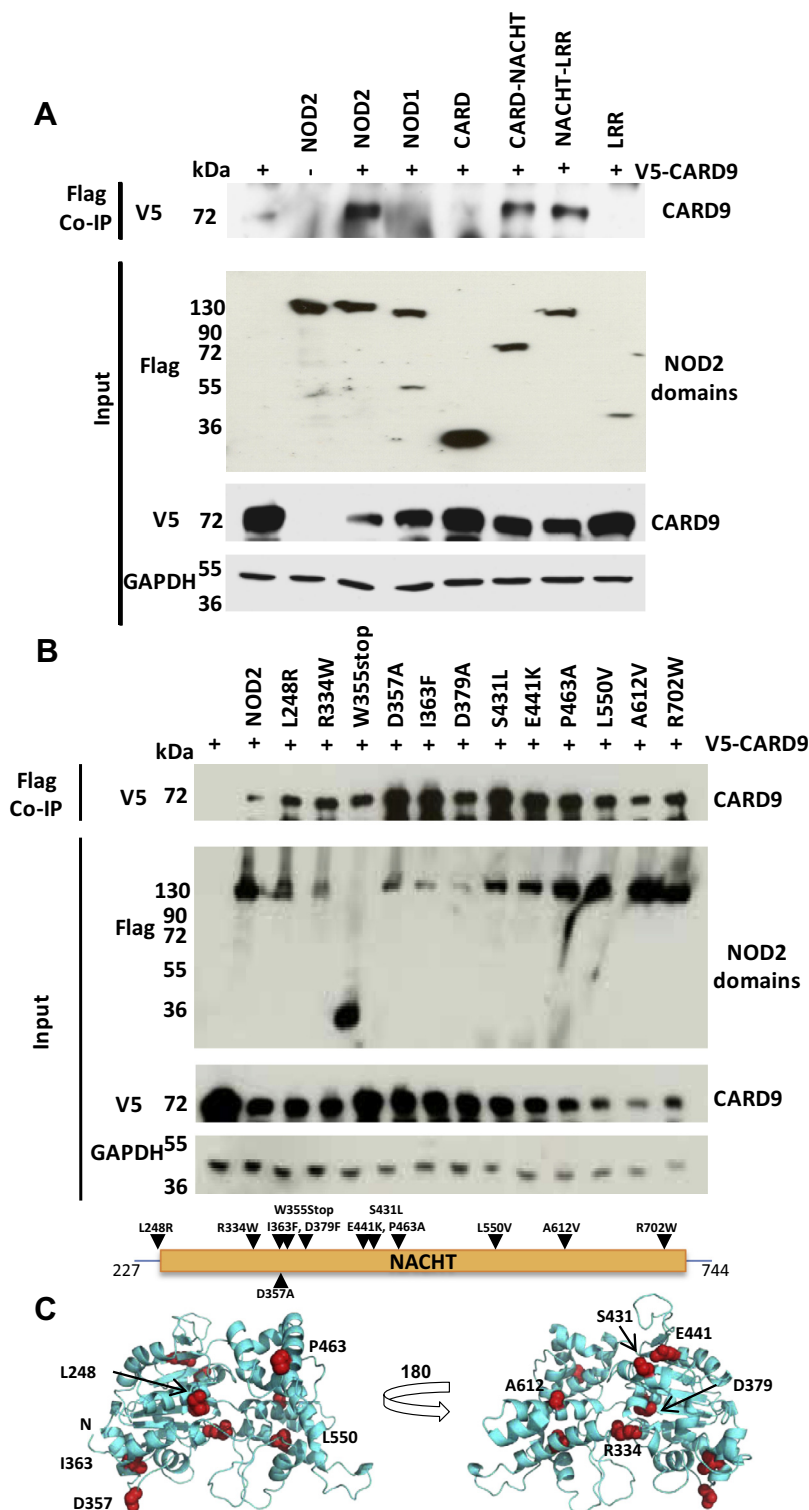 A
NOD2
NOD2
NOD1
CARD
CARD-NACHT
NACHT-LRR
LRR
kDa + - + + + + + + V5-CARD9
Flag Co-IP
V5 72 CARD9
Input
Flag
130
90
72
55
36
NOD2 domains
V5 72 CARD9
GAPDH
55
36
B
NOD2
L248R
R334W
W355stop
D357A
I363F
D379A
S431L
E441K
P463A
L550V
A612V
R702W
kDa + + + + + + + + + + + + + + V5-CARD9
Flag Co-IP
V5 72 CARD9
Input
Flag
130
90
72
55
36
NOD2 domains
V5 72 CARD9
GAPDH
55
36
W355Stop S431L
L248R R334W I363F, D379F E441K, P463A L550V A612V R702W
227 NACHT 744
D357A
C
L248
P463
N
L550
I363
D357
180
S431
E441
A612
D379
R334